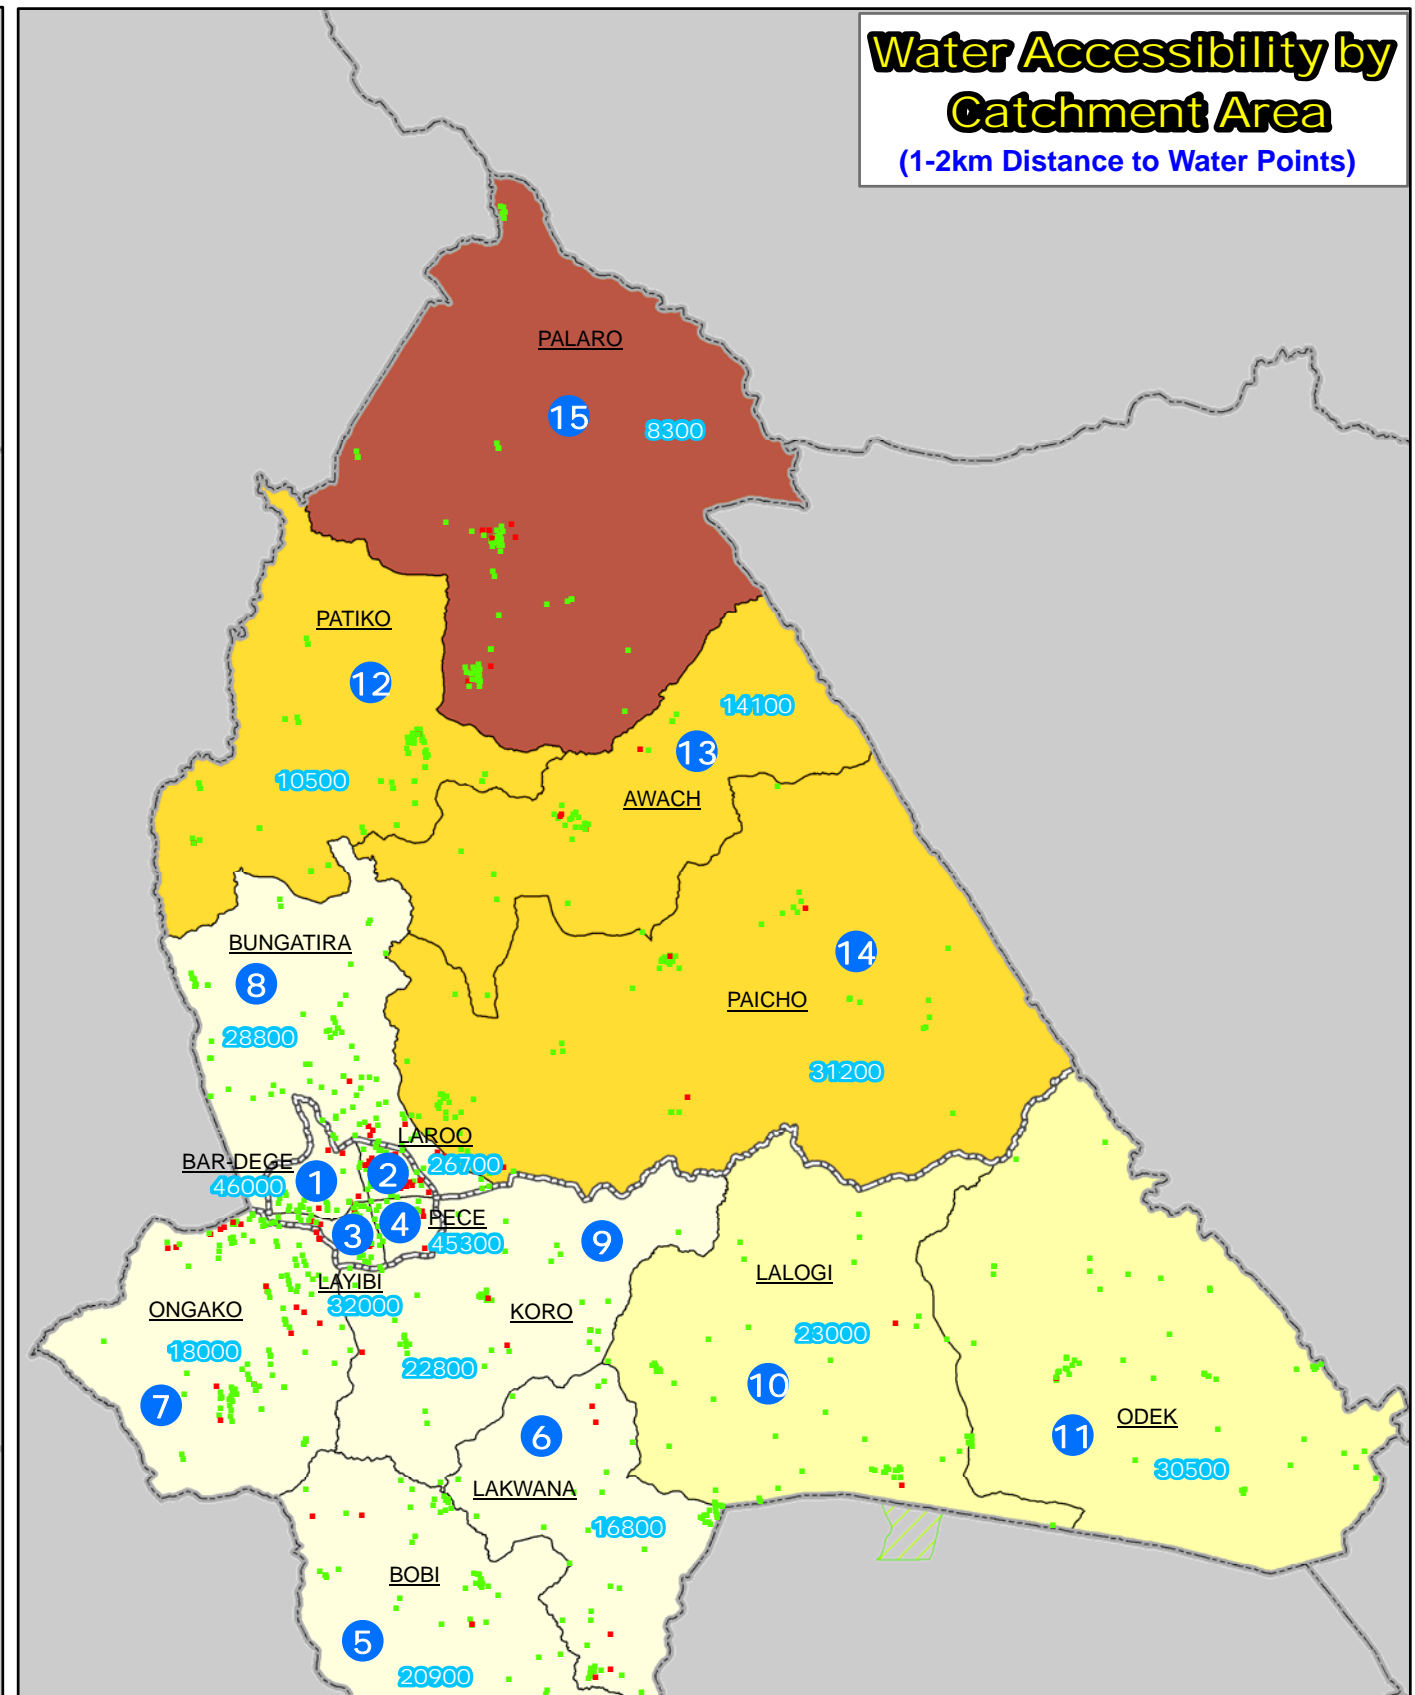 Water Accessibility by
Catchment Area
(1-2km Distance to Water Points)
PALARO
15
8300
PATIKO
12
10500
14100
13
AWACH
14
PAICHO
31200
BUNGATIRA
8
28800
LAROO
26700
BAR-DEGE
46000
1
2
3
4
PECE
45300
9
LAYIBI
32000
KORO
22800
ONGAKO
18000
7
LALOGI
23000
10
ODEK
11
30500
6
LAKWANA
16800
BOBI
5
20900